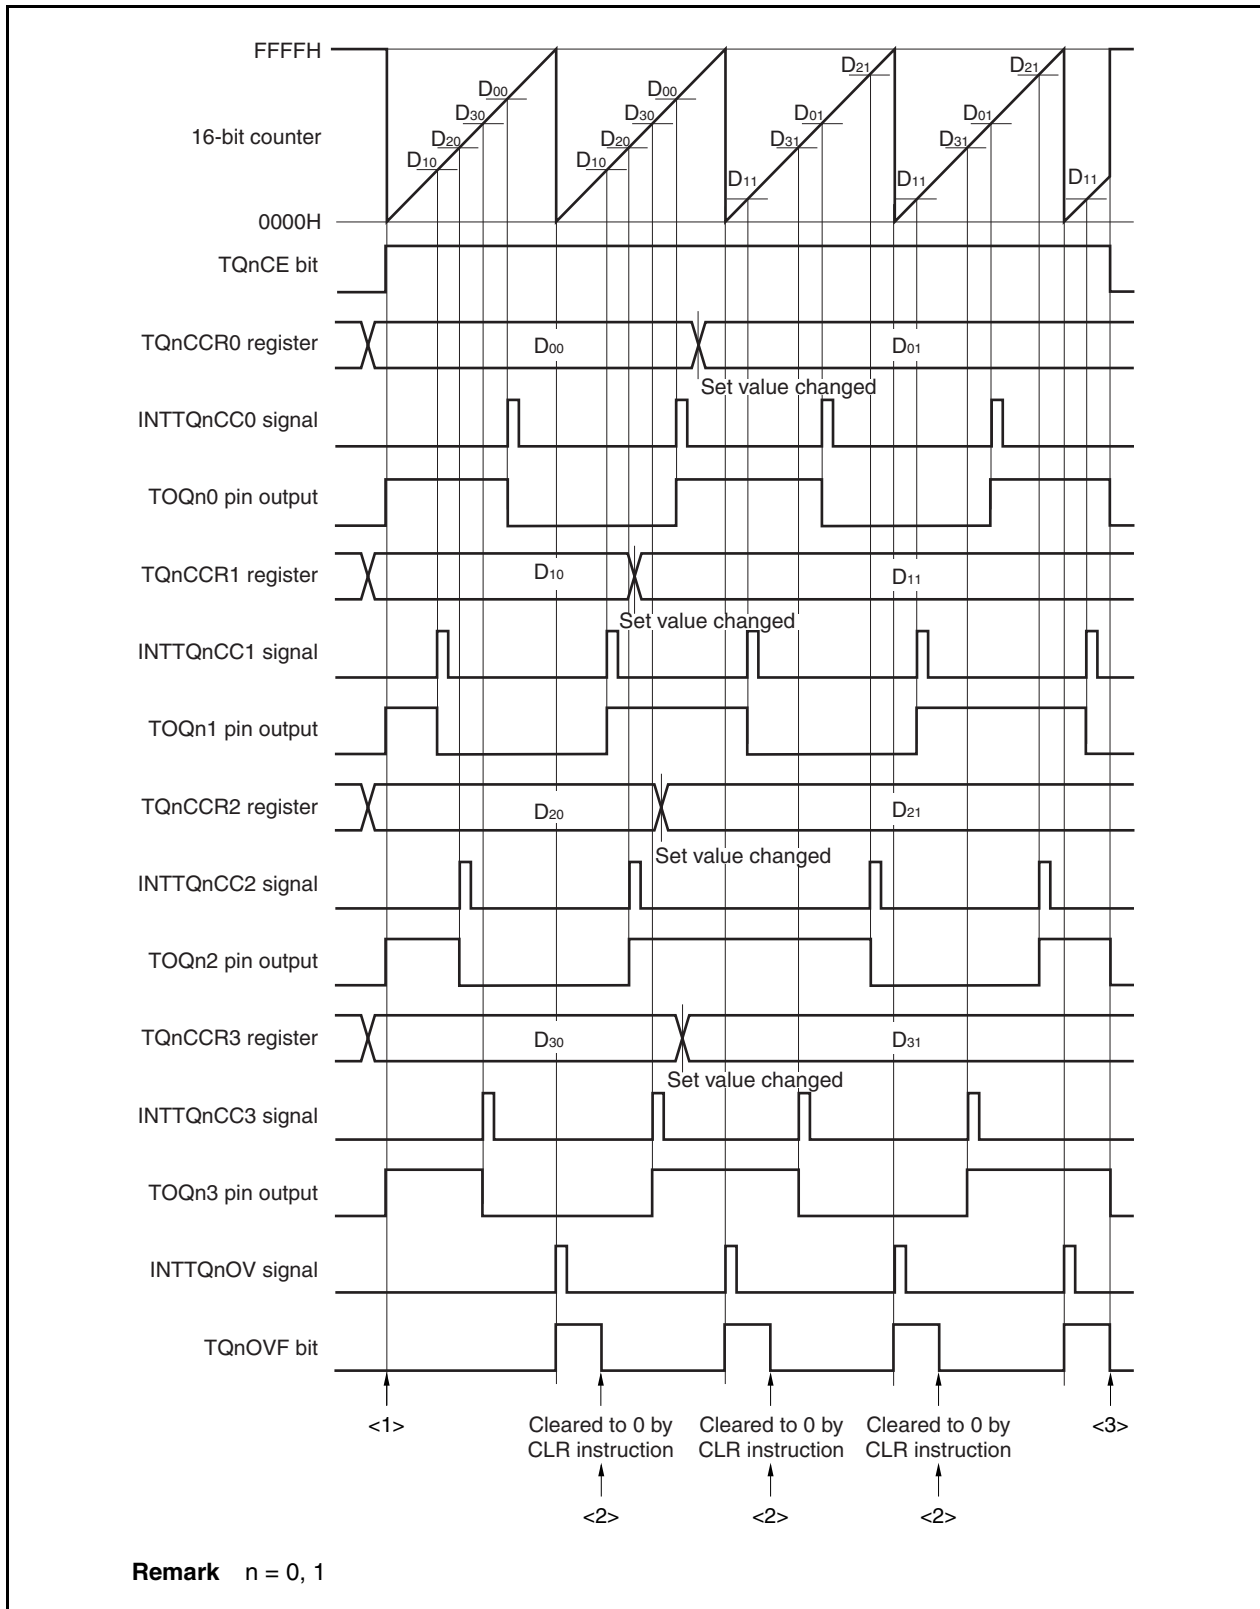 FFFFH
D21
D21
D00
D00
D30
D30
D01
D01
16-bit counter
D20
D20
D31
D31
D10
D10
D11
D11
D11
0000H
TQnCE bit
TQnCCR0 register
D00
D01
Set value changed
INTTQnCC0 signal
TOQn0 pin output
TQnCCR1 register
D10
D11
Set value changed
INTTQnCC1 signal
TOQn1 pin output
TQnCCR2 register
D20
D21
Set value changed
INTTQnCC2 signal
TOQn2 pin output
TQnCCR3 register
D30
D31
Set value changed
INTTQnCC3 signal
TOQn3 pin output
INTTQnOV signal
TQnOVF bit
<1>
Cleared to 0 by
CLR instruction
Cleared to 0 by
CLR instruction
Cleared to 0 by
CLR instruction
<3>
<2>
<2>
<2>
Remark n = 0, 1